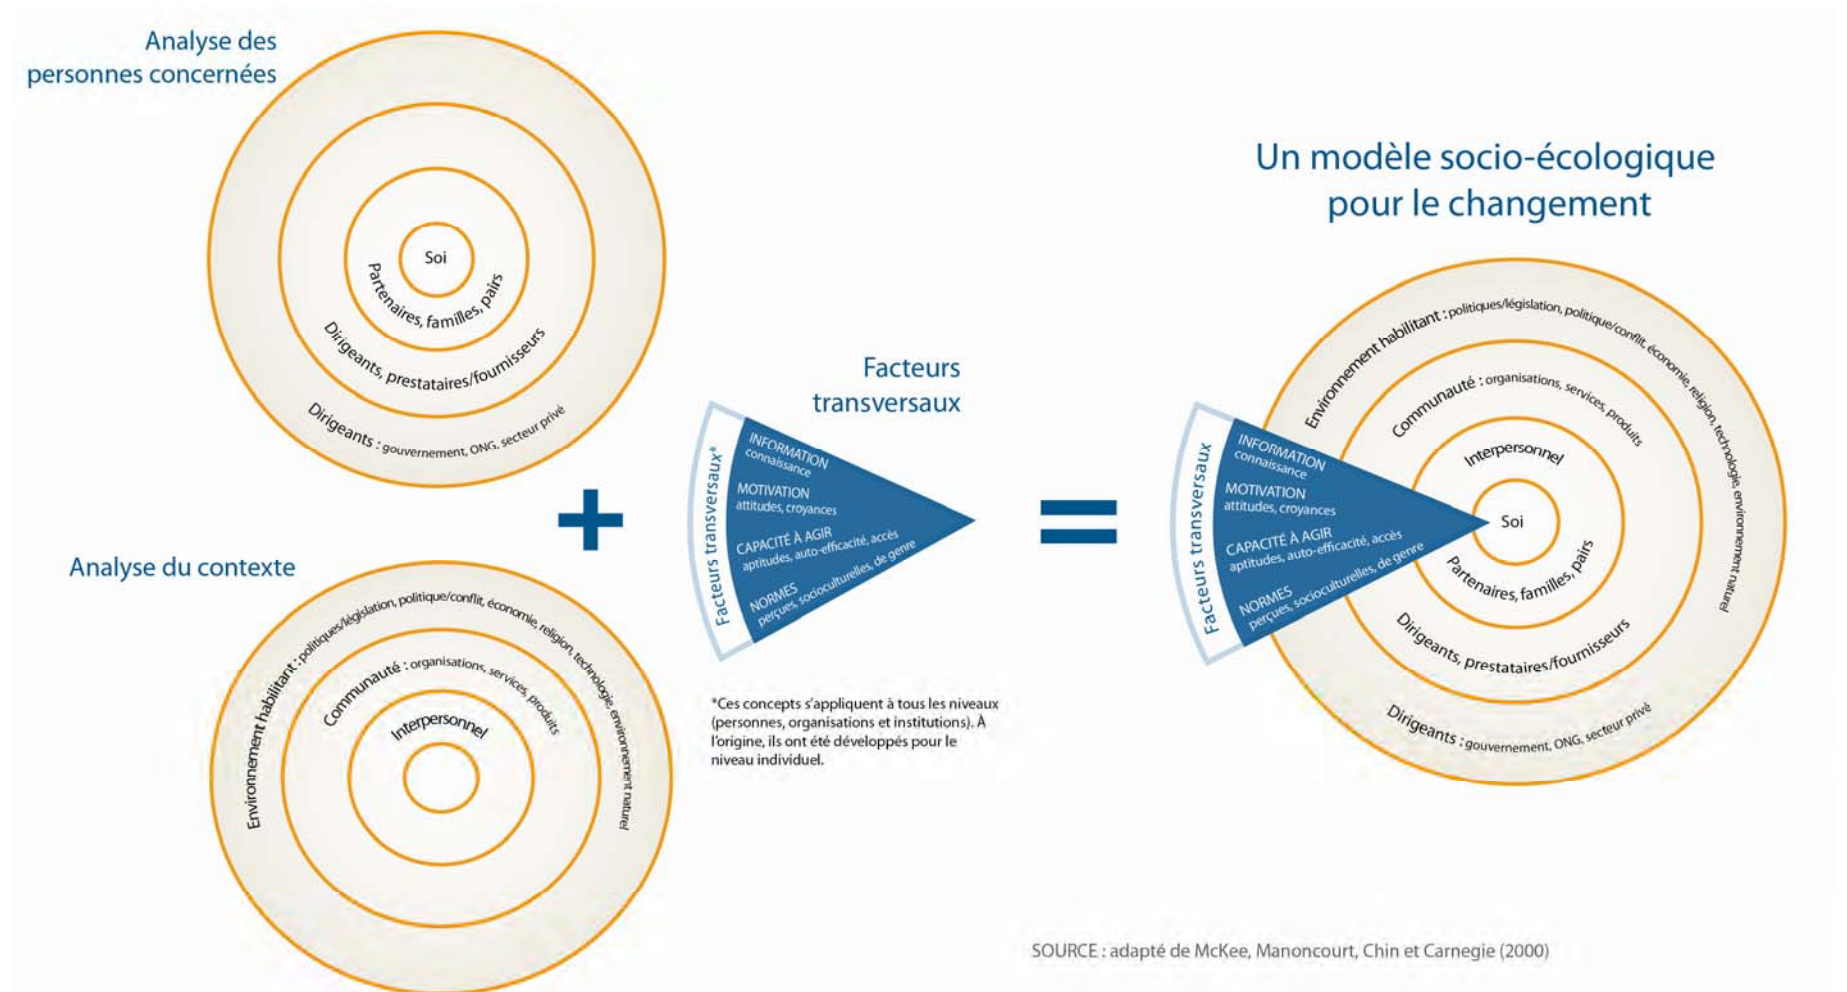 Analyse des
personnes concernées
Soi
Partenaires, familles, pairs
Dirigeants, prestataires/fournisseurs
Dirigeants : gouvernement, ONG, secteur privé
Analyse du contexte
Environnement habilitant : politiques/législation, politique/conflit, économie, religion, technologie, environnement naturel
Communauté : organisations, services, produits
Interpersonnel
+
Facteurs
transversaux
Facteurs transversaux*
INFORMATION
connaissance
MOTIVATION
attitudes, croyances
CAPACITÉ À AGIR
aptitudes, auto-efficacité, accès
NORMES
perçues, socioculturelles, de genre
*Ces concepts s'appliquent à tous les niveaux
(personnes, organisations et institutions). À
l'origine, ils ont été développés pour le
niveau individuel.
=
Un modèle socio-écologique
pour le changement
Facteurs transversaux
INFORMATION
connaissance
MOTIVATION
attitudes, croyances
CAPACITÉ À AGIR
aptitudes, auto-efficacité, accès
NORMES
perçues, socioculturelles, de genre
Environnement habilitant : politiques/législation, politique/conflit, économie, religion, technologie, environnement naturel
Communauté : organisations, services, produits
Interpersonnel
Soi
Partenaires, familles, pairs
Dirigeants, prestataires/fournisseurs
Dirigeants : gouvernement, ONG, secteur privé
SOURCE : adapté de McKee, Manoncourt, Chin et Carnegie (2000)